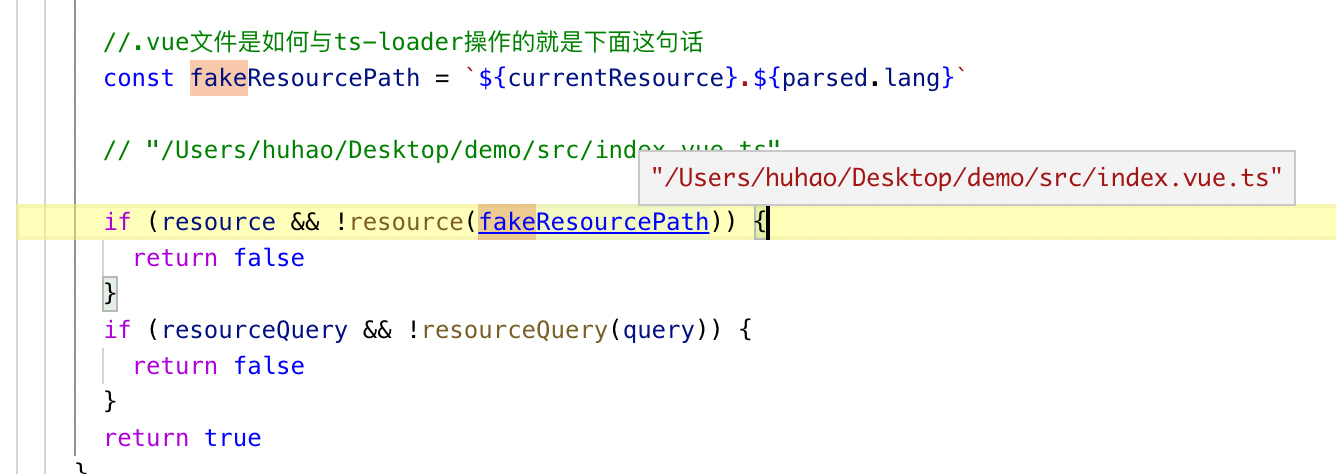 //.vue文件是如何与ts-loader操作的就是下面这句话
const fakeResourcePath = `${currentResource}.${parsed.lang}`
// "/Users/huhao/Desktop/demo/src/index.vue.ts"
"/Users/huhao/Desktop/demo/src/index.vue.ts"
if (resource && !resource(fakeResourcePath)) {
return false
}
if (resourceQuery && !resourceQuery(query)) {
return false
}
return true
}